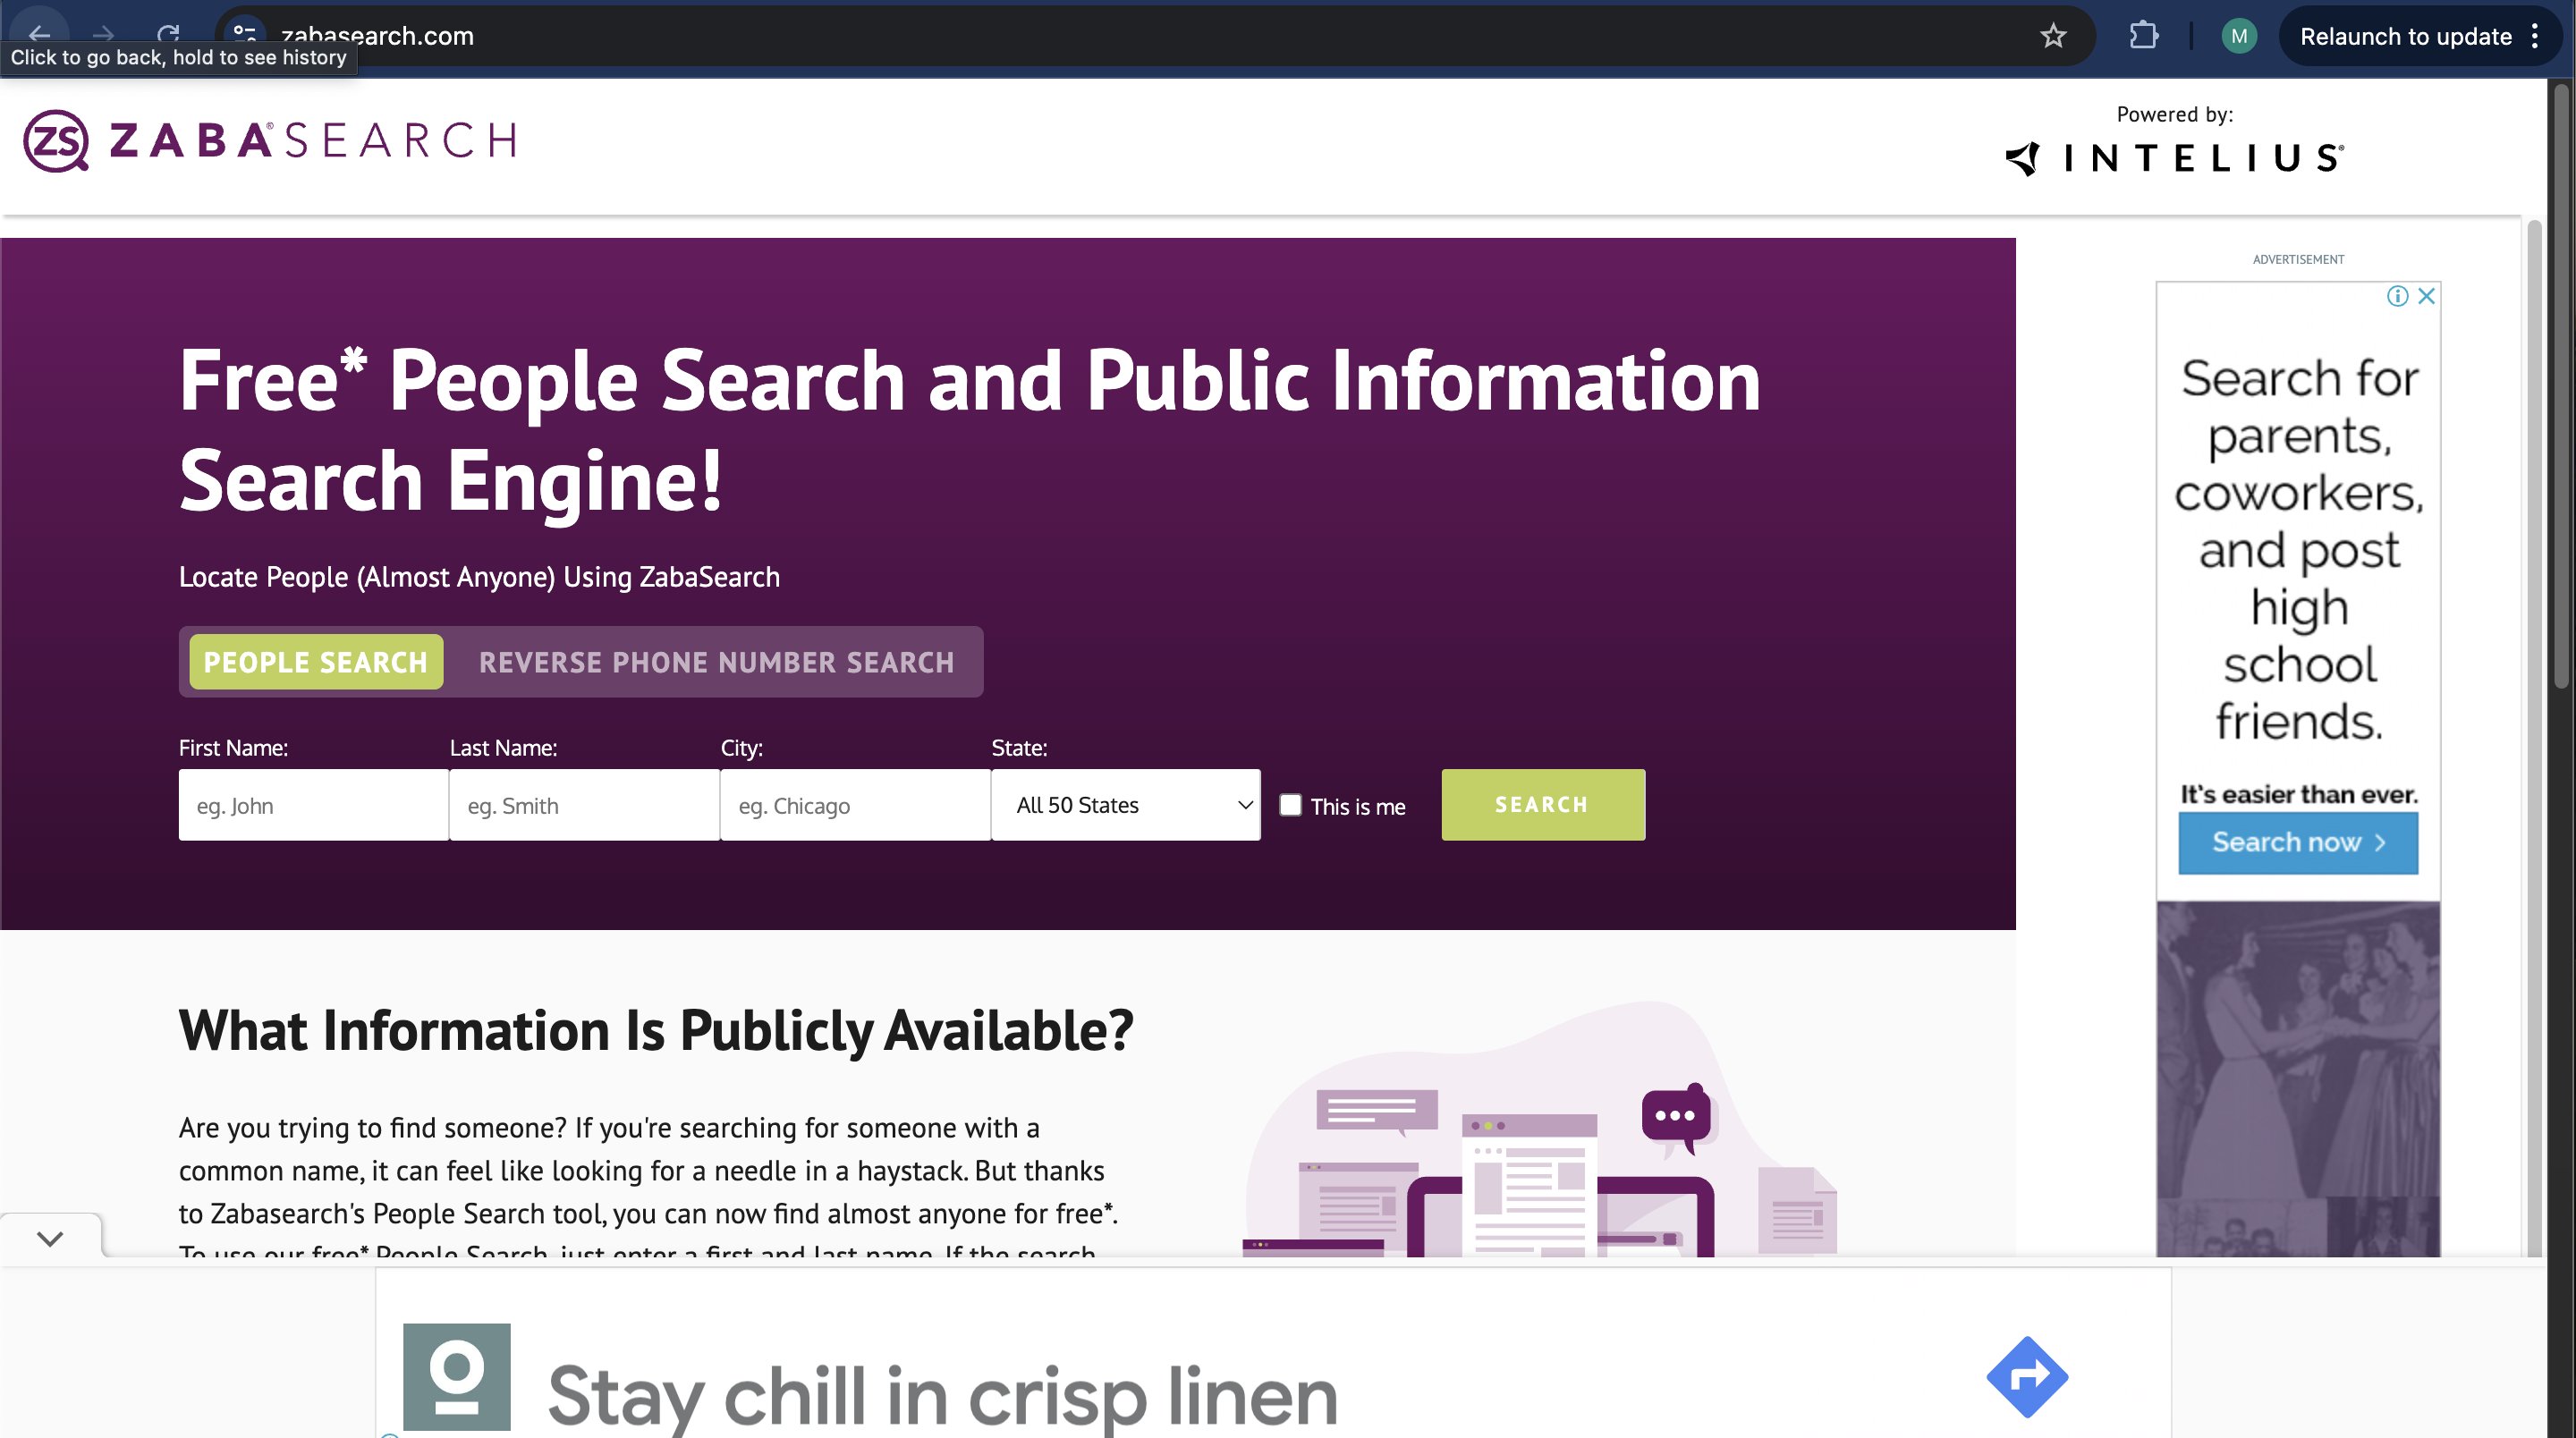 zabasearch.com
Relaunch to update
M
Click to go back, hold to see history
ZS ZABA®SEARCH
Powered by:
INTELIUS®
Free* People Search and Public Information
Search Engine!
Locate People (Almost Anyone) Using ZabaSearch
PEOPLE SEARCH
REVERSE PHONE NUMBER SEARCH
First Name:
Last Name:
City:
State:
eg. John
eg. Smith
eg. Chicago
All 50 States
This is me
SEARCH
ADVERTISEMENT
Search for
parents,
coworkers,
and post
high
school
friends.
It's easier than ever.
Search now >
What Information Is Publicly Available?
Are you trying to find someone? If you're searching for someone with a
common name, it can feel like looking for a needle in a haystack. But thanks
to Zabasearch's People Search tool, you can now find almost anyone for free*.
To use our free* People Search, just enter a first and last name. If the search
Stay chill in crisp linen